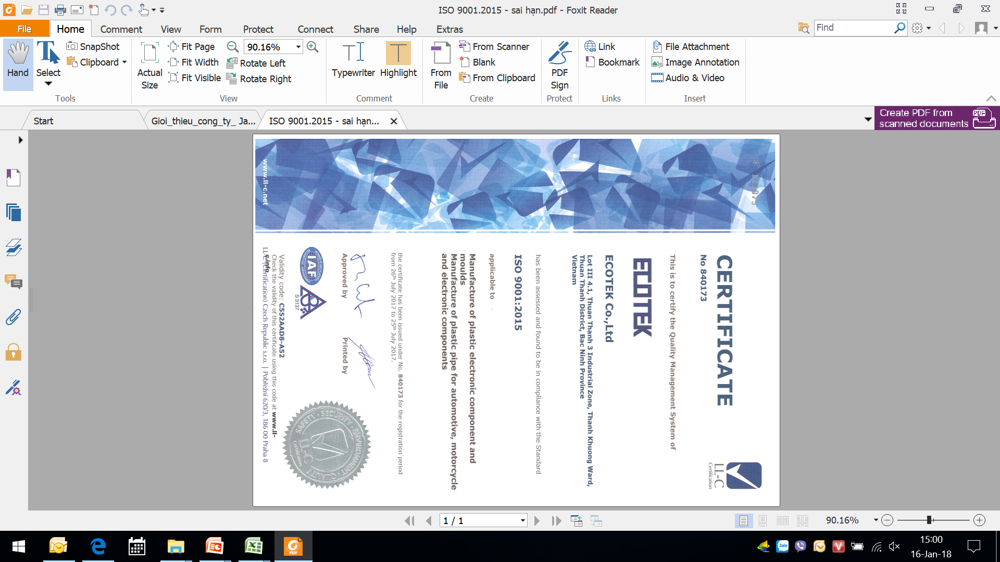 ISO 9001.2015 - sai hạn.pdf - Foxit Reader
File
Home
Comment
View
Form
Protect
Connect
Share
Help
Extras
Find
Hand
Select
SnapShot
Clipboard
Tools
Actual Size
Fit Page
Fit Width
Fit Visible
90.16%
Rotate Left
Rotate Right
View
Typewriter
Highlight
Comment
From File
From Scanner
Blank
From Clipboard
Create
PDF Sign
Protect
Link
Bookmark
Links
File Attachment
Image Annotation
Audio & Video
Insert
Start
Gioi_thieu_cong_ty_ Ja...
ISO 9001.2015 - sai hạn...
Create PDF from
scanned documents
PDF
CERTIFICATE
No 840173
LL-C
Certification
This is to certify the Quality Management System of
ECOTEK
ECOTEK Co.,Ltd
Lot III 4.1, Thuan Thanh 3 Industrial Zone, Thanh Khuong Ward,
Thuan Thanh District, Bac Ninh Province
Vietnam
has been assessed and found to be in compliance with the Standard
ISO 9001:2015
applicable to
Manufacture of plastic electronic component and
moulds
Manufacture of plastic pipe for automotive, motorcycle
and electronic components
the certificate has been issued under No. 840173 for the registration period
from 26th July 2017 to 25th July 2017.
Approved by
Printed by
IAF
S 3137
SAFETY - SECURITY - ENVIRONMENT - QUALITY
LL-C
Certification
Validity code: C552AAD8-A52
Check the validity of this certificate using this code at www.ll-
c.info
LL-C (Certification) Czech Republic s.r.o. | Pobřežní 620/3, 186 00 Praha 8
www.ll-c.net
1 / 1
90.16%
PDF
Zalo
15:00
16-Jan-18